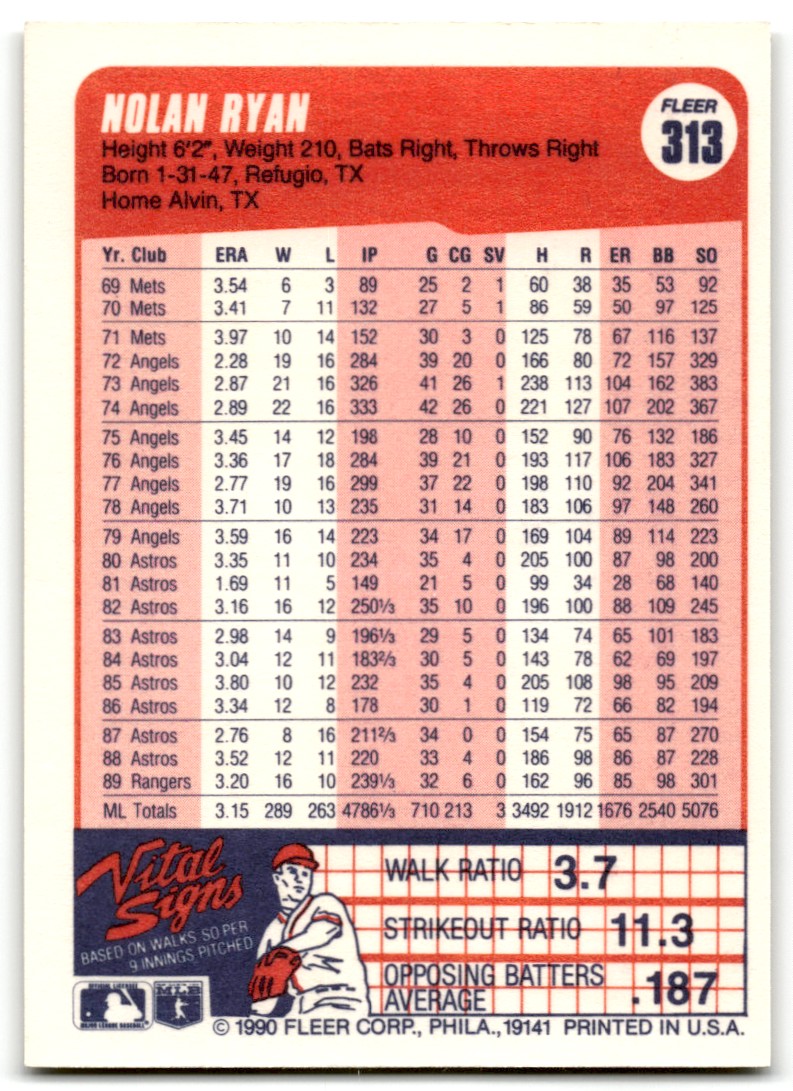 NOLAN RYAN
FLEER
313
Height 6'2", Weight 210, Bats Right, Throws Right
Born 1-31-47, Refugio, TX
Home Alvin, TX
Yr. Club ERA W L IP G CG SV H R ER BB SO
69 Mets 3.54 6 3 89 25 2 1 60 38 35 53 92
70 Mets 3.41 7 11 132 27 5 1 86 59 50 97 125
71 Mets 3.97 10 14 152 30 3 0 125 78 67 116 137
72 Angels 2.28 19 16 284 39 20 0 166 80 72 157 329
73 Angels 2.87 21 16 326 41 26 1 238 113 104 162 383
74 Angels 2.89 22 16 333 42 26 0 221 127 107 202 367
75 Angels 3.45 14 12 198 28 10 0 152 90 76 132 186
76 Angels 3.36 17 18 284 39 21 0 193 117 106 183 327
77 Angels 2.77 19 16 299 37 22 0 198 110 92 204 341
78 Angels 3.71 10 13 235 31 14 0 183 106 97 148 260
79 Angels 3.59 16 14 223 34 17 0 169 104 89 114 223
80 Astros 3.35 11 10 234 35 4 0 205 100 87 98 200
81 Astros 1.69 11 5 149 21 5 0 99 34 28 68 140
82 Astros 3.16 16 12 250⅓ 35 10 0 196 100 88 109 245
83 Astros 2.98 14 9 196⅓ 29 5 0 134 74 65 101 183
84 Astros 3.04 12 11 183⅔ 30 5 0 143 78 62 69 197
85 Astros 3.80 10 12 232 35 4 0 205 108 98 95 209
86 Astros 3.34 12 8 178 30 1 0 119 72 66 82 194
87 Astros 2.76 8 16 211⅔ 34 0 0 154 75 65 87 270
88 Astros 3.52 12 11 220 33 4 0 186 98 86 87 228
89 Rangers 3.20 16 10 239⅓ 32 6 0 162 96 85 98 301
ML Totals 3.15 289 263 4786⅓ 710 213 3 3492 1912 1676 2540 5076
Vital
Signs
BASED ON WALKS SO PER
9 INNINGS PITCHED
WALK RATIO 3.7
STRIKEOUT RATIO 11.3
OPPOSING BATTERS
AVERAGE .187
OFFICIAL LICENSEE
MAJOR LEAGUE BASEBALL
MLB
© 1990 FLEER CORP., PHILA., 19141 PRINTED IN U.S.A.